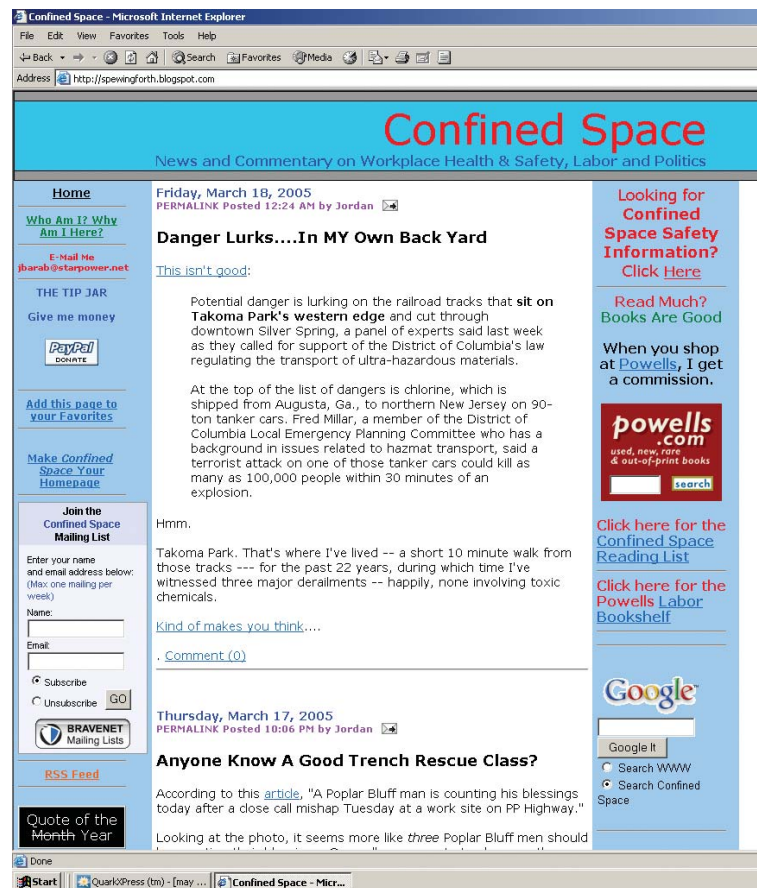 Confined Space - Microsoft Internet Explorer
File Edit View Favorites Tools Help
Back Search Favorites Media
Address http://spewingforth.blogspot.com
Confined Space
News and Commentary on Workplace Health & Safety, Labor and Politics
Home
Who Am I? Why
Am I Here?
E-Mail Me
jbarab@starpower.net
THE TIP JAR
Give me money
PayPal
DONATE
Add this page to
your Favorites
Make Confined
Space Your
Homepage
Join the
Confined Space
Mailing List
Enter your name
and email address below:
(Max one mailing per
week)
Name:
Email:
Subscribe
Unsubscribe GO
BRAVENET
Mailing Lists
RSS Feed
Quote of the
Month Year
Friday, March 18, 2005
PERMALINK Posted 12:24 AM by Jordan
Danger Lurks....In MY Own Back Yard
This isn't good:
Potential danger is lurking on the railroad tracks that sit on
Takoma Park's western edge and cut through
downtown Silver Spring, a panel of experts said last week
as they called for support of the District of Columbia's law
regulating the transport of ultra-hazardous materials.
At the top of the list of dangers is chlorine, which is
shipped from Augusta, Ga., to northern New Jersey on 90-
ton tanker cars. Fred Millar, a member of the District of
Columbia Local Emergency Planning Committee who has a
background in issues related to hazmat transport, said a
terrorist attack on one of those tanker cars could kill as
many as 100,000 people within 30 minutes of an
explosion.
Hmm.
Takoma Park. That's where I've lived -- a short 10 minute walk from
those tracks --- for the past 22 years, during which time I've
witnessed three major derailments -- happily, none involving toxic
chemicals.
Kind of makes you think....
. Comment (0)
Thursday, March 17, 2005
PERMALINK Posted 10:06 PM by Jordan
Anyone Know A Good Trench Rescue Class?
According to this article, "A Poplar Bluff man is counting his blessings
today after a close call mishap Tuesday at a work site on PP Highway."
Looking at the photo, it seems more like three Poplar Bluff men should
Looking for
Confined
Space Safety
Information?
Click Here
Read Much?
Books Are Good
When you shop
at Powells, I get
a commission.
powells
.com
used, new, rare
& out-of-print books
search
Click here for the
Confined Space
Reading List
Click here for the
Powells Labor
Bookshelf
Google
Google It
Search WWW
Search Confined
Space
Done
Start QuarkXPress (tm) - [may ... Confined Space - Micr...